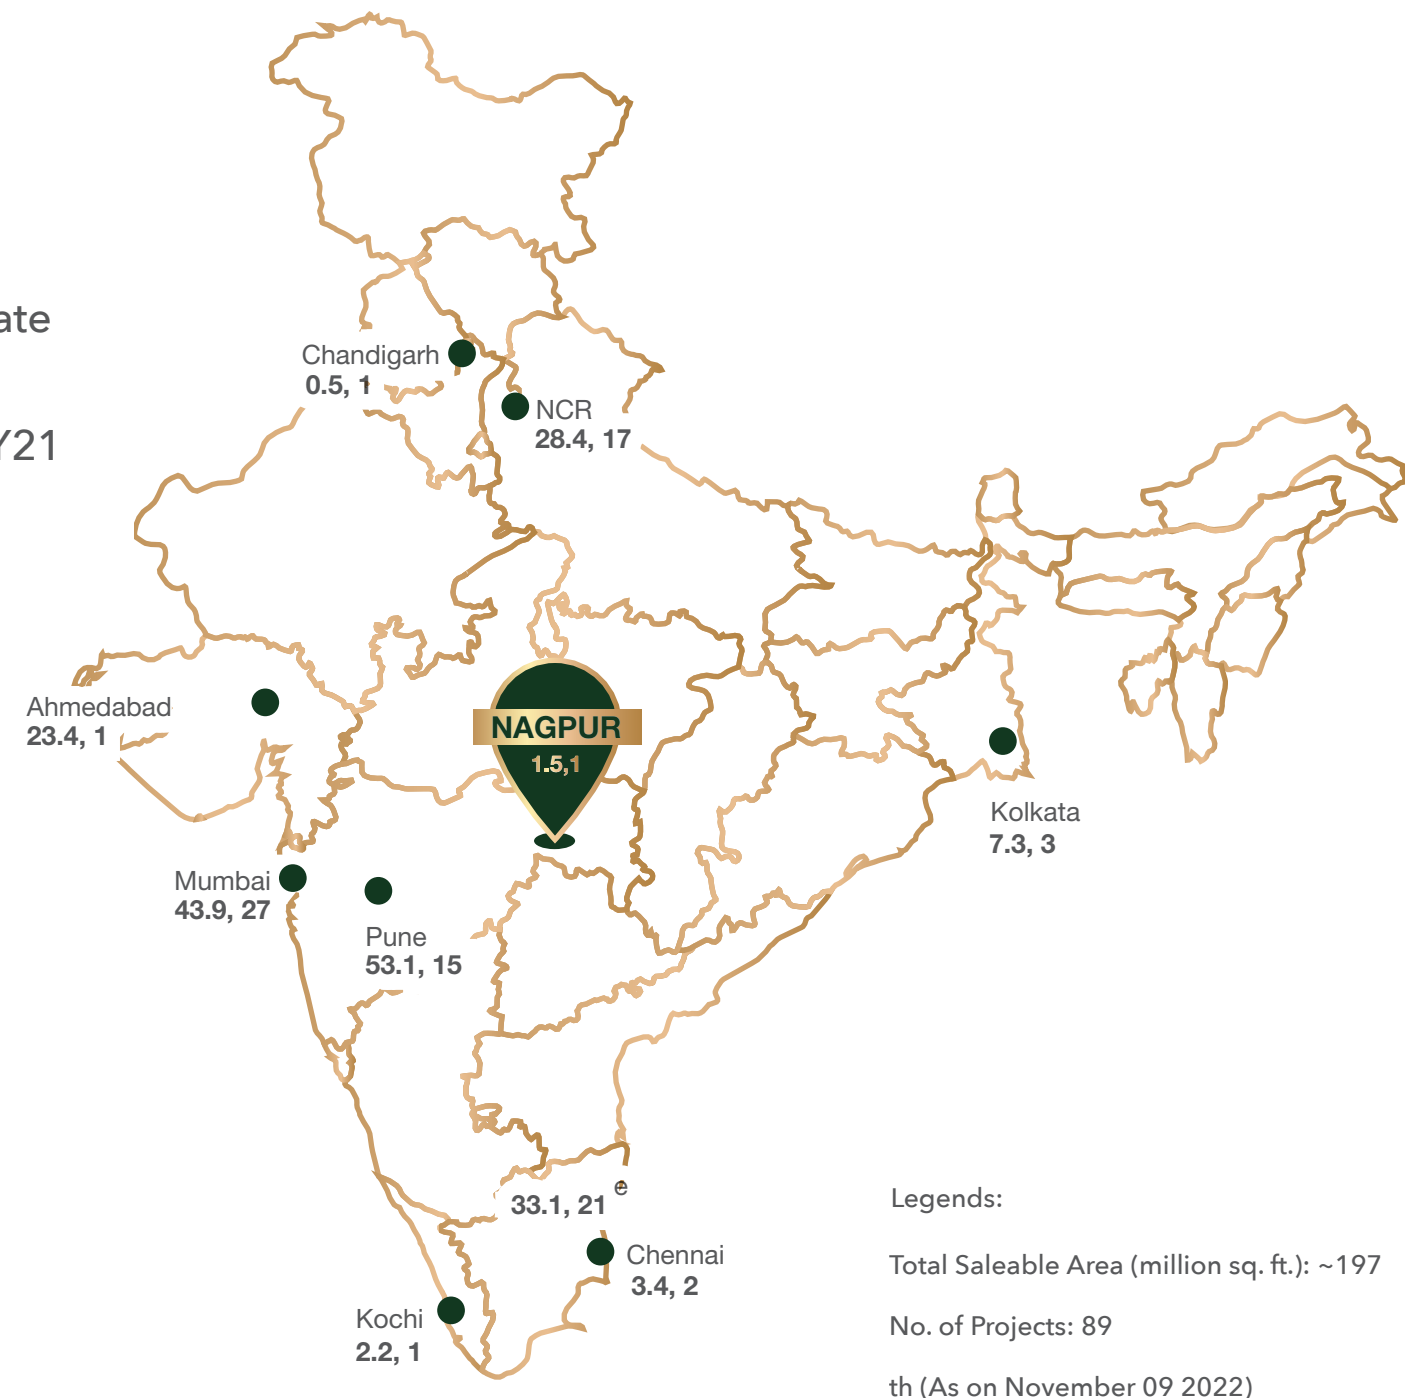 ate
Y21
Chandigarh
0.5, 1
NCR
28.4, 17
Ahmedabad
23.4, 1
NAGPUR
1.5,1
Kolkata
7.3, 3
Mumbai
43.9, 27
Pune
53.1, 15
e
33.1, 21
Chennai
3.4, 2
Kochi
2.2, 1
Legends:
Total Saleable Area (million sq. ft.): ~197
No. of Projects: 89
th (As on November 09 2022)